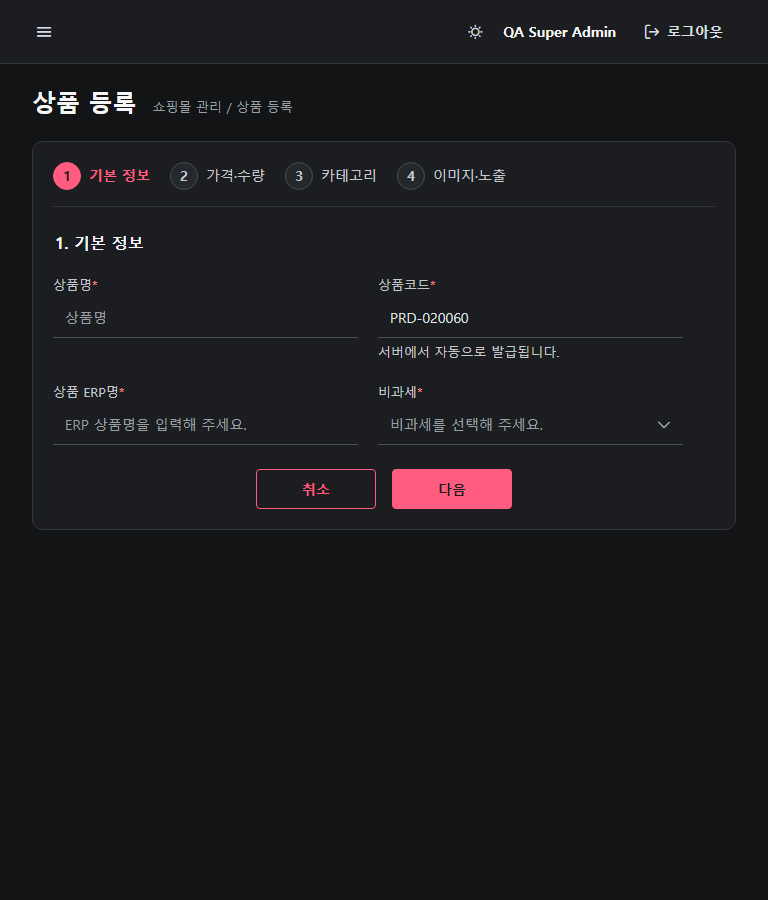 QA Super Admin 로그아웃
상품 등록 쇼핑몰 관리 / 상품 등록
1 기본 정보 2 가격·수량 3 카테고리 4 이미지·노출
1. 기본 정보
상품명* 상품코드*
상품명 PRD-020060
서버에서 자동으로 발급됩니다.
상품 ERP명* 비과세*
ERP 상품명을 입력해 주세요. 비과세를 선택해 주세요.
취소 다음